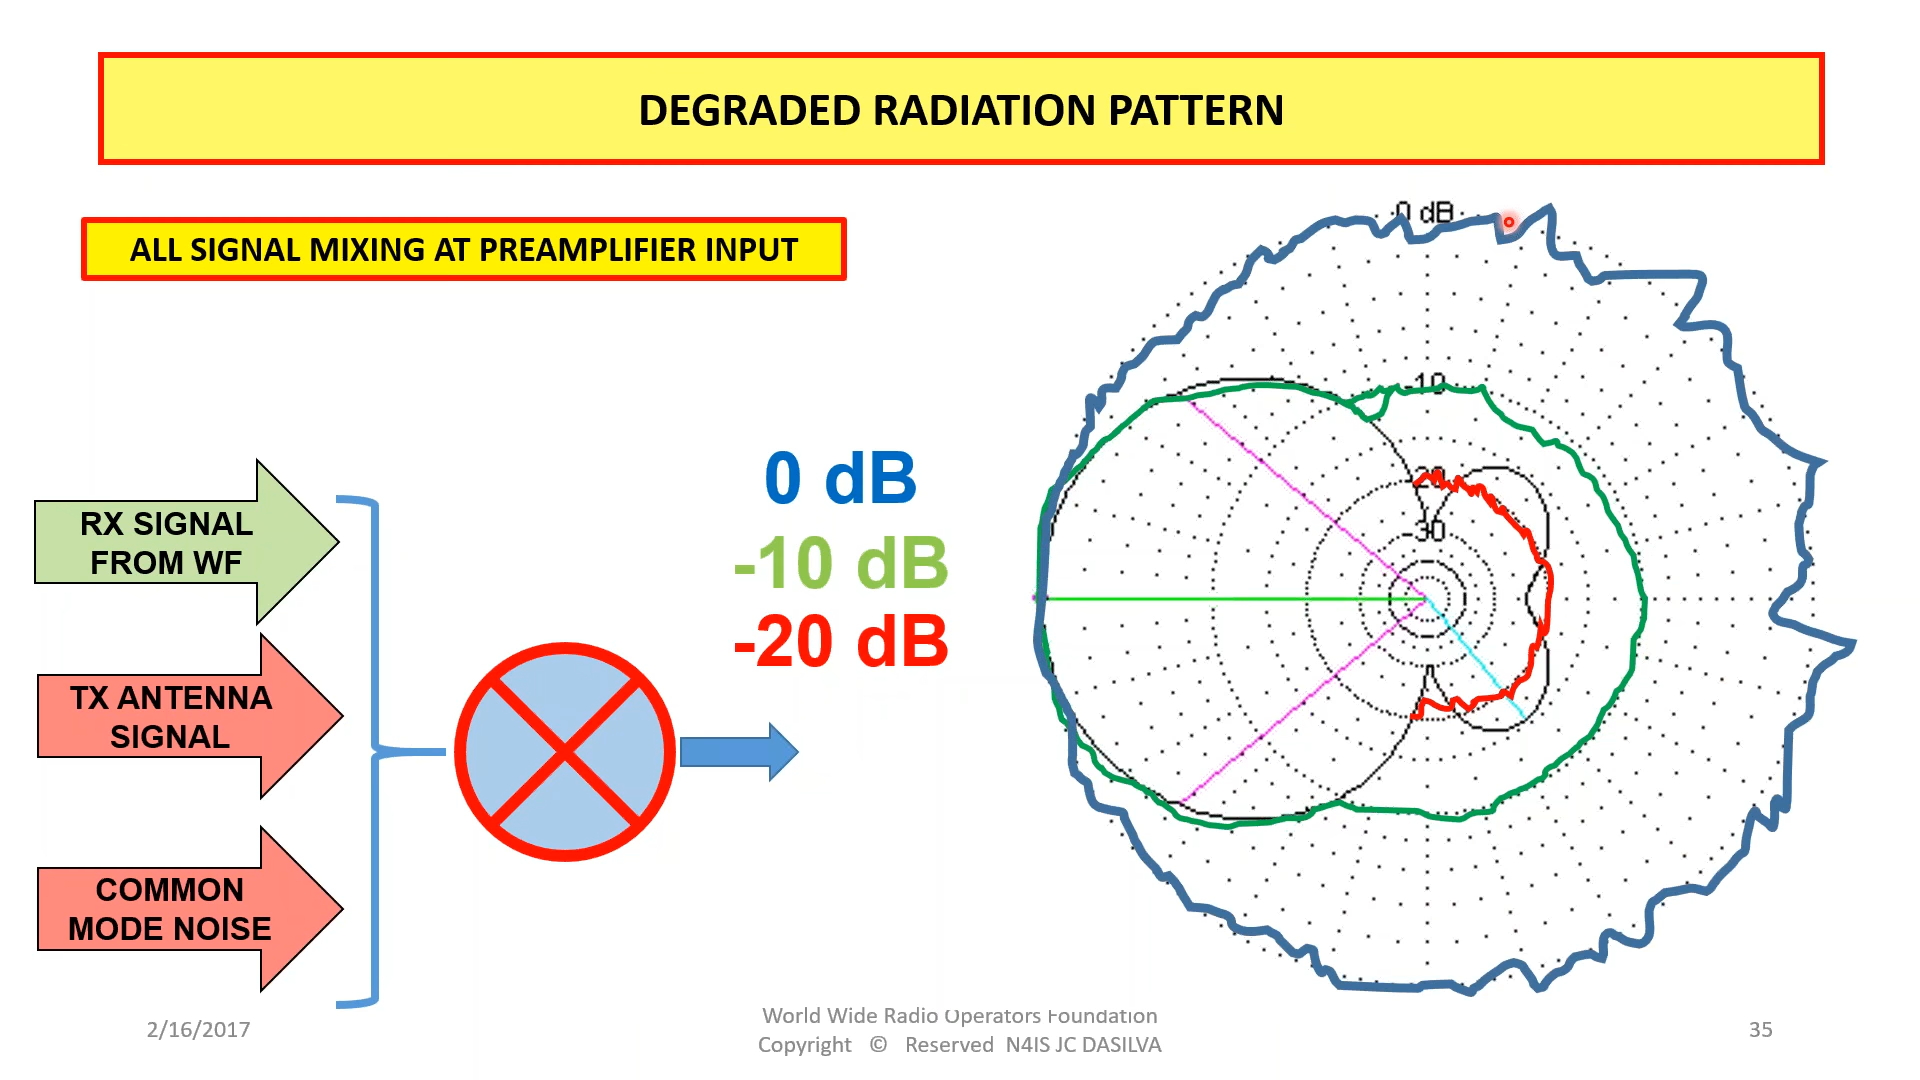 DEGRADED RADIATION PATTERN
ALL SIGNAL MIXING AT PREAMPLIFIER INPUT
RX SIGNAL
FROM WF
TX ANTENNA
SIGNAL
COMMON
MODE NOISE
0 dB
-10 dB
-20 dB
0 dB
-10
-30
2/16/2017
World Wide Radio Operators Foundation
Copyright © Reserved N4IS JC DASILVA
35